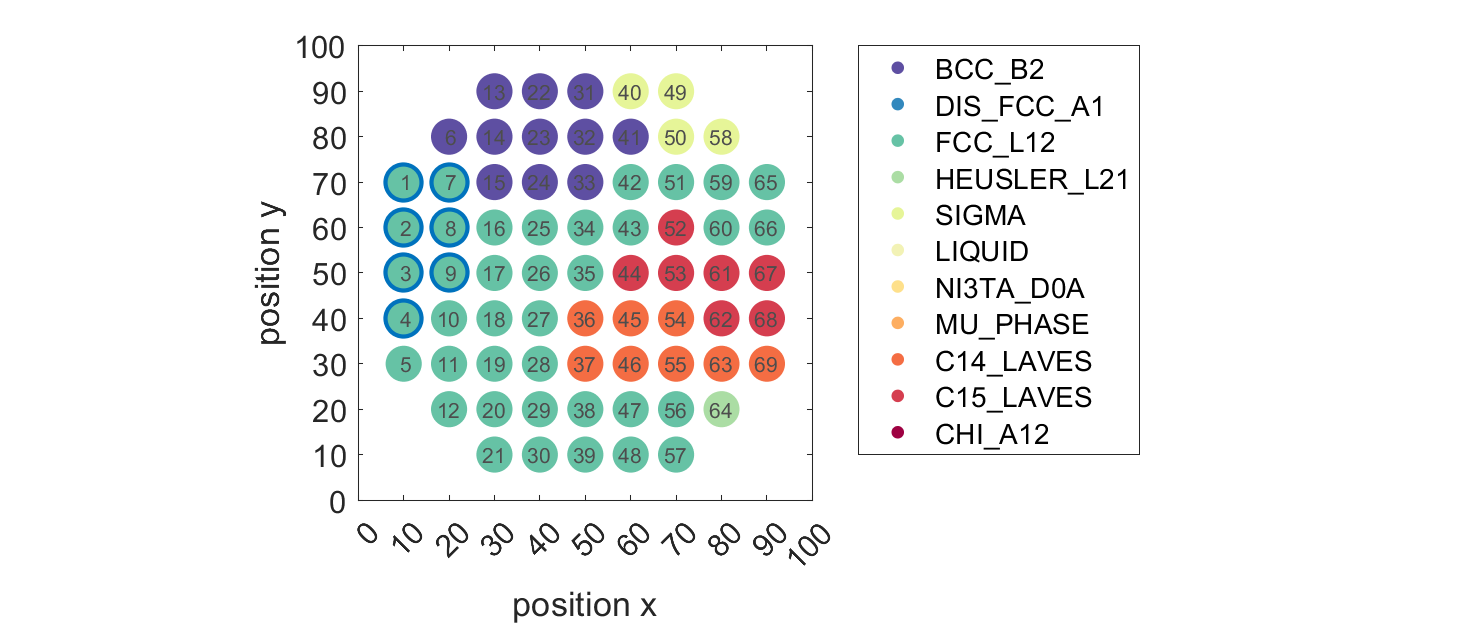 100
90
80
70
60
50
40
30
20
10
0
13 22 31 40 49
6 14 23 32 41 50 58
1 7 15 24 33 42 51 59 65
2 8 16 25 34 43 52 60 66
3 9 17 26 35 44 53 61 67
4 10 18 27 36 45 54 62 68
5 11 19 28 37 46 55 63 69
12 20 29 38 47 56 64
21 30 39 48 57
0 10 20 30 40 50 60 70 80 90 100
position x
position y
BCC_B2
DIS_FCC_A1
FCC_L12
HEUSLER_L21
SIGMA
LIQUID
NI3TA_D0A
MU_PHASE
C14_LAVES
C15_LAVES
CHI_A12